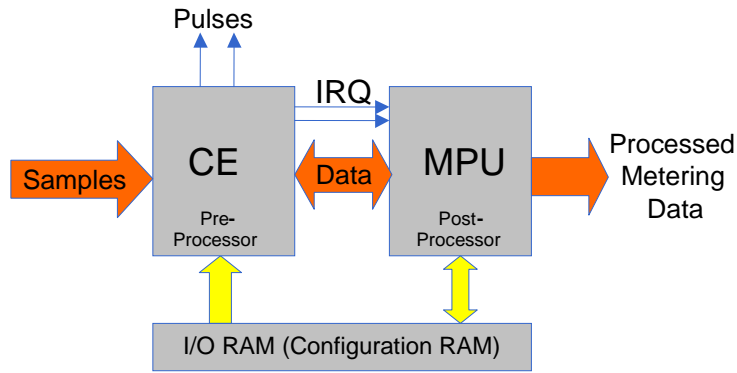 Pulses
IRQ
CE
MPU
Samples
Data
Processed
Metering
Data
Pre-
Processor
Post-
Processor
I/O RAM (Configuration RAM)